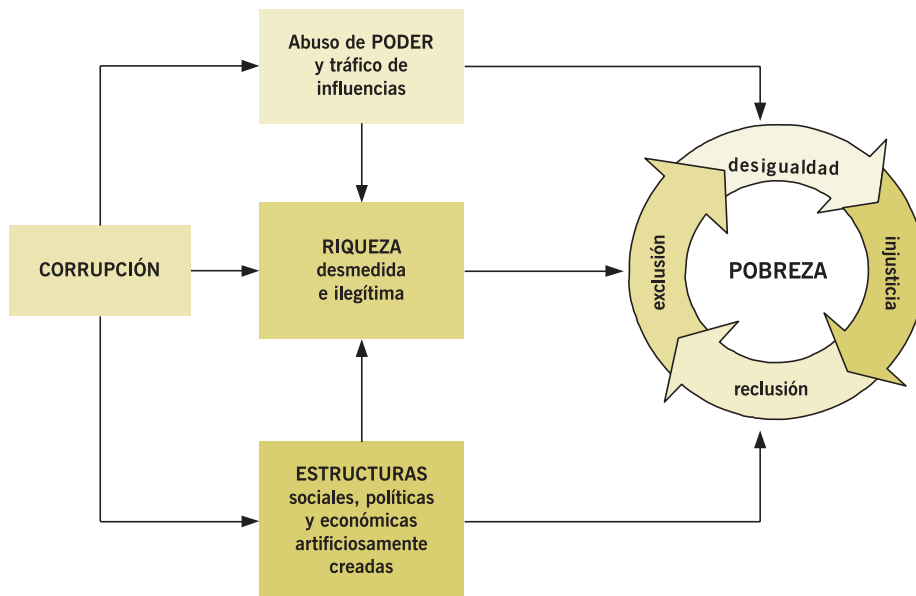 Abuso de PODER
y tráfico de
influencias
CORRUPCIÓN
RIQUEZA
desmedida
e ilegítima
ESTRUCTURAS
sociales, políticas
y económicas
artificiosamente
creadas
desigualdad
injusticia
reclusión
exclusión
POBREZA